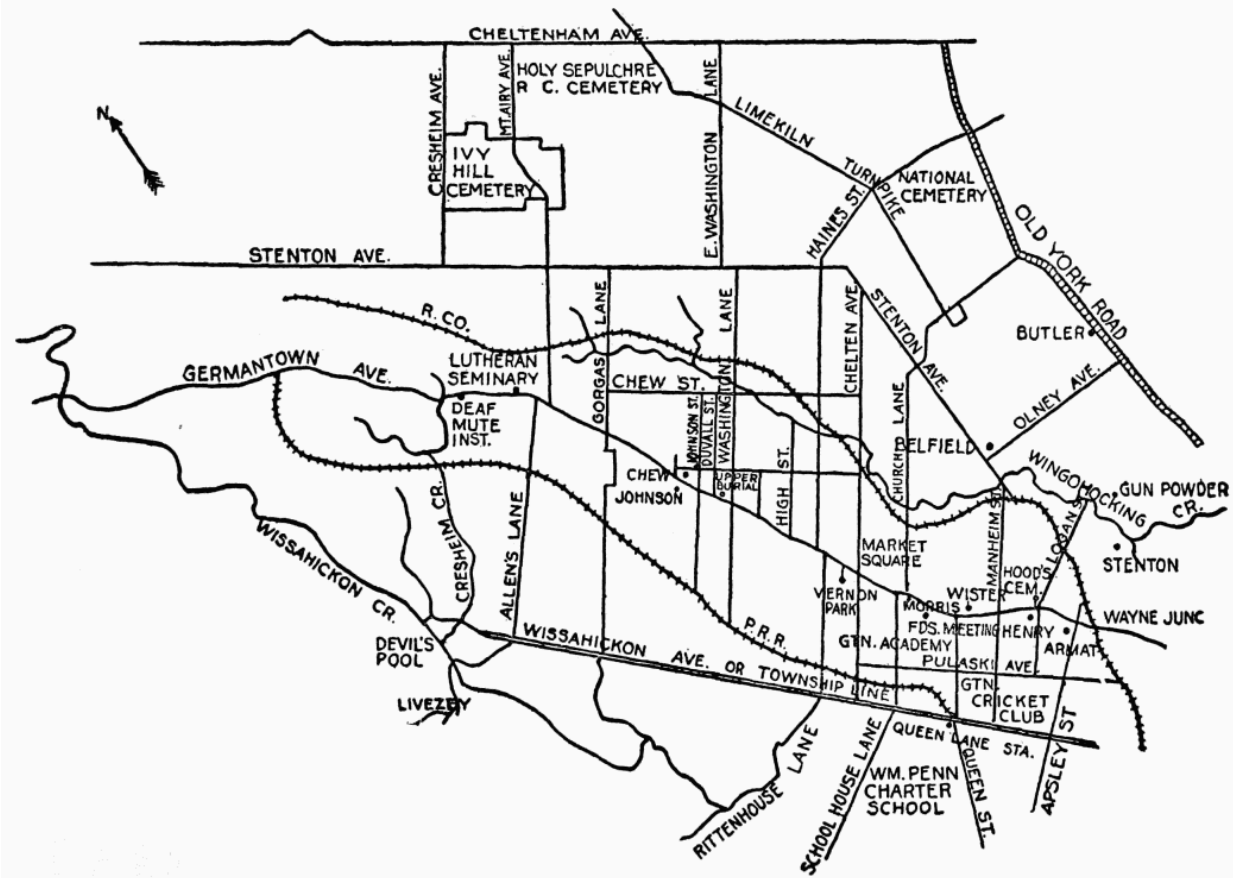 CHELTENHAM AVE.
N
CRESHEIM AVE.
MT. AIRY AVE.
HOLY SEPULCHRE
R C. CEMETERY
E. WASHINGTON LANE
LIMEKILN TURNPIKE
IVY
HILL
CEMETERY
HAINES ST.
NATIONAL
CEMETERY
OLD YORK ROAD
STENTON AVE.
R. CO.
GORGAS LANE
WASHINGTON LANE
CHELTEN AVE
STENTON AVE.
BUTLER
GERMANTOWN AVE.
LUTHERAN
SEMINARY
CHEW ST.
OLNEY AVE.
DEAF
MUTE
INST.
JOHNSON ST.
DUVALL ST.
HIGH ST.
CHURCH LANE
BELFIELD
CHEW
JOHNSON
UPPER
BURIAL
WINGOHOCKING CR.
GUN POWDER
WISSAHICKON CR.
CRESHEIM CR.
ALLEN'S LANE
MARKET
SQUARE
MANHEIM ST.
LOGAN ST
STENTON
HOOD'S
CEM.
VERNON
PARK
MORRIS
WISTER
WAYNE JUNC
P.R.R.
GTN. ACADEMY
FDS. MEETING
HENRY
ARMAT
DEVIL'S
POOL
WISSAHICKON AVE. OR TOWNSHIP LINE
PULASKI AVE.
GTN.
CRICKET
CLUB
LIVEZEY
QUEEN LANE STA.
RITTENHOUSE LANE
SCHOOL HOUSE LANE
WM. PENN
CHARTER
SCHOOL
QUEEN ST.
APSLEY ST